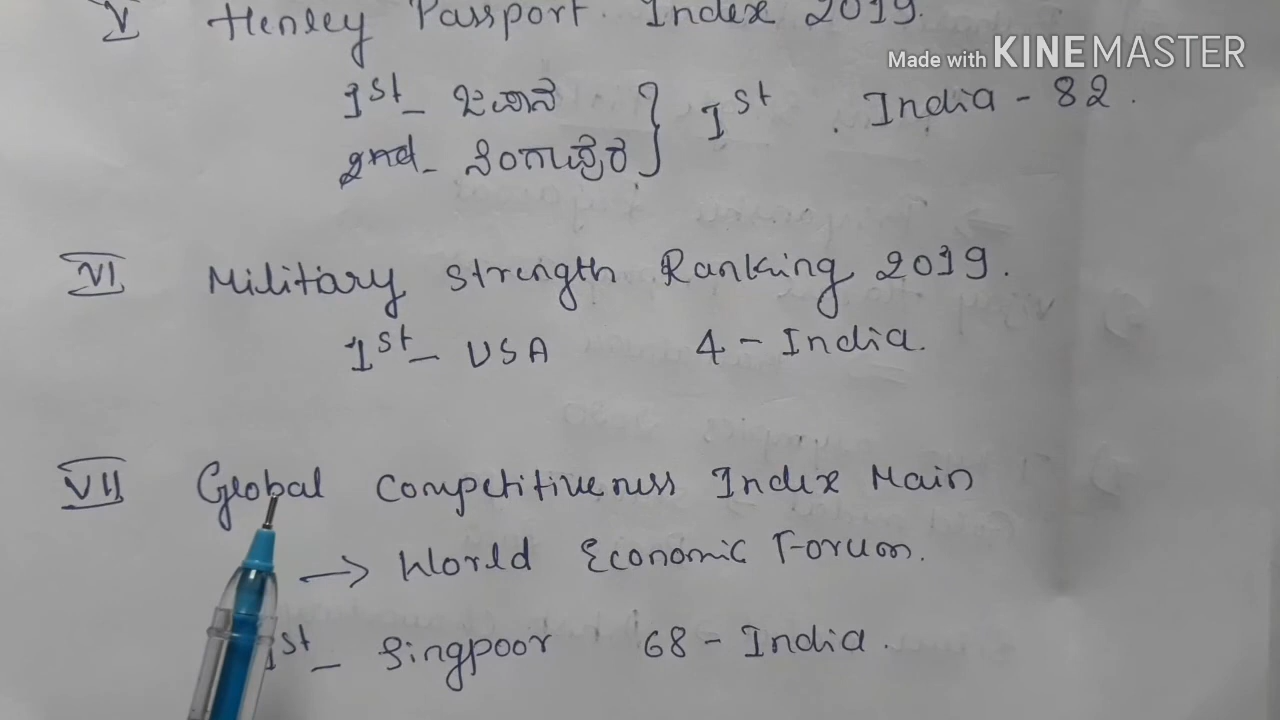 V Henley Passport Index 2019.
Made with KINEMASTER
1st - ಜಪಾನ್ } Ist . India - 82 .
2nd -
VI Military Strength Ranking 2019.
1st - USA 4 - India.
VII Global Competitiveness Index Main
→ World Economic Forum.
1st - Singpoor 68 - India .